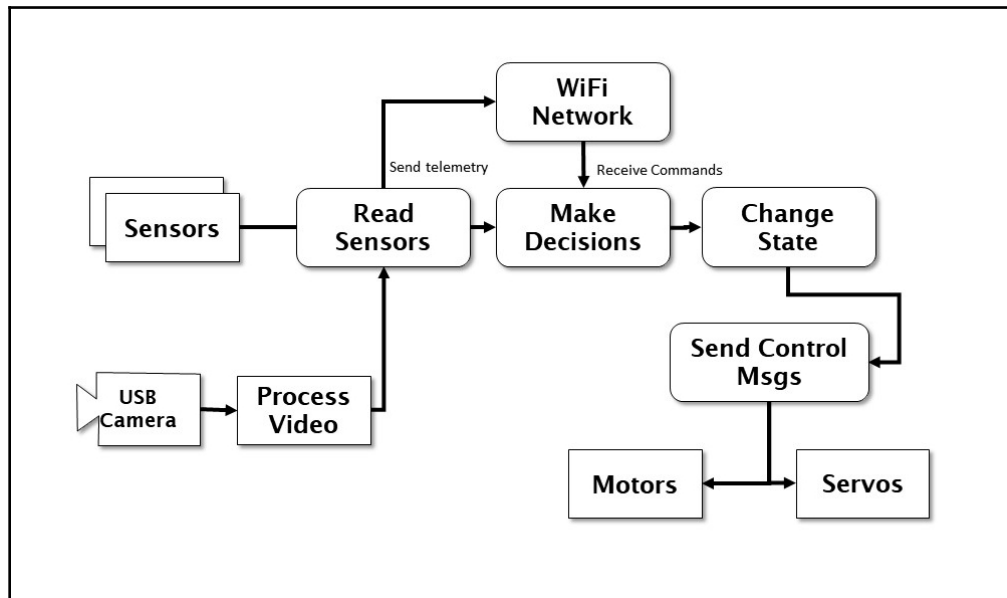 WiFi
Network
Send telemetry
Receive Commands
Sensors
Read
Sensors
Make
Decisions
Change
State
Send Control
Msgs
USB
Camera
Process
Video
Motors
Servos